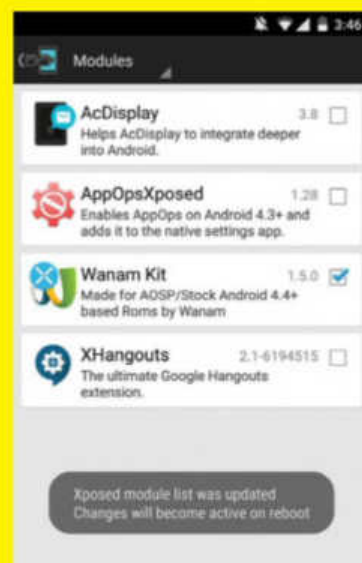 3:46
Modules
AcDisplay 3.8
Helps AcDisplay to integrate deeper
into Android.
AppOpsXposed 1.28
Enables AppOps on Android 4.3+ and
adds it to the native settings app.
Wanam Kit 1.5.0
Made for AOSP/Stock Android 4.4+
based Roms by Wanam
XHangouts 2.1-6194515
The ultimate Google Hangouts
extension.
Xposed module list was updated
Changes will become active on reboot